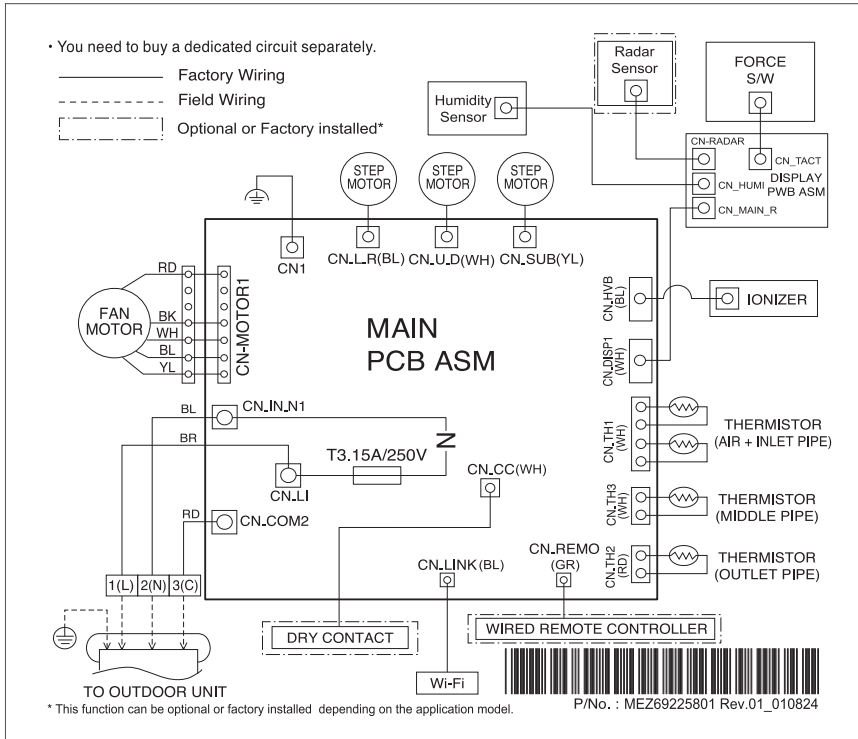 • You need to buy a dedicated circuit separately.
Factory Wiring
Field Wiring
Optional or Factory installed*
Humidity
Sensor
Radar
Sensor
FORCE
S/W
CN-RADAR
CN_TACT
CN_HUMI
DISPLAY
PWB ASM
CN_MAIN_R
STEP
MOTOR
STEP
MOTOR
STEP
MOTOR
CN1
CN_L_R(BL)
CN_U_D(WH)
CN_SUB(YL)
RD
BK
WH
BL
YL
FAN
MOTOR
CN-MOTOR1
MAIN
PCB ASM
CN_HVB
(BL)
IONIZER
CN_DISP1
(WH)
CN_TH1
(WH)
THERMISTOR
(AIR + INLET PIPE)
CN_TH3
(WH)
THERMISTOR
(MIDDLE PIPE)
CN_TH2
(RD)
THERMISTOR
(OUTLET PIPE)
BL
CN_IN_N1
BR
T3.15A/250V
CN_LI
CN_CC(WH)
RD
CN_COM2
CN_LINK(BL)
CN_REMO
(GR)
1(L) 2(N) 3(C)
DRY CONTACT
WIRED REMOTE CONTROLLER
Wi-Fi
TO OUTDOOR UNIT
P/No. : MEZ69225801 Rev.01_010824
* This function can be optional or factory installed depending on the application model.